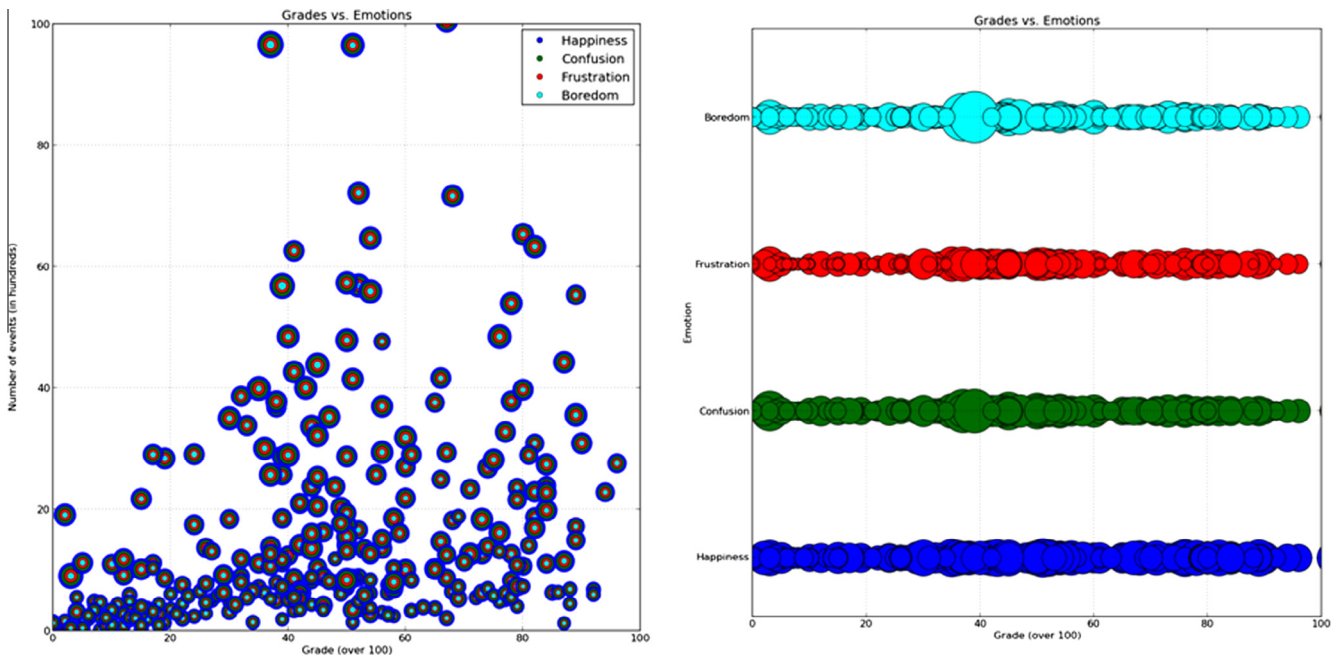 Grades vs. Emotions
100
80
60
40
20
0
Number of events (in hundreds)
Happiness
Confusion
Frustration
Boredom
0 20 40 60 80 100
Grade (over 100)
Grades vs. Emotions
Boredom
Frustration
Confusion
Happiness
Emotion
0 20 40 60 80 100
Grade (over 100)